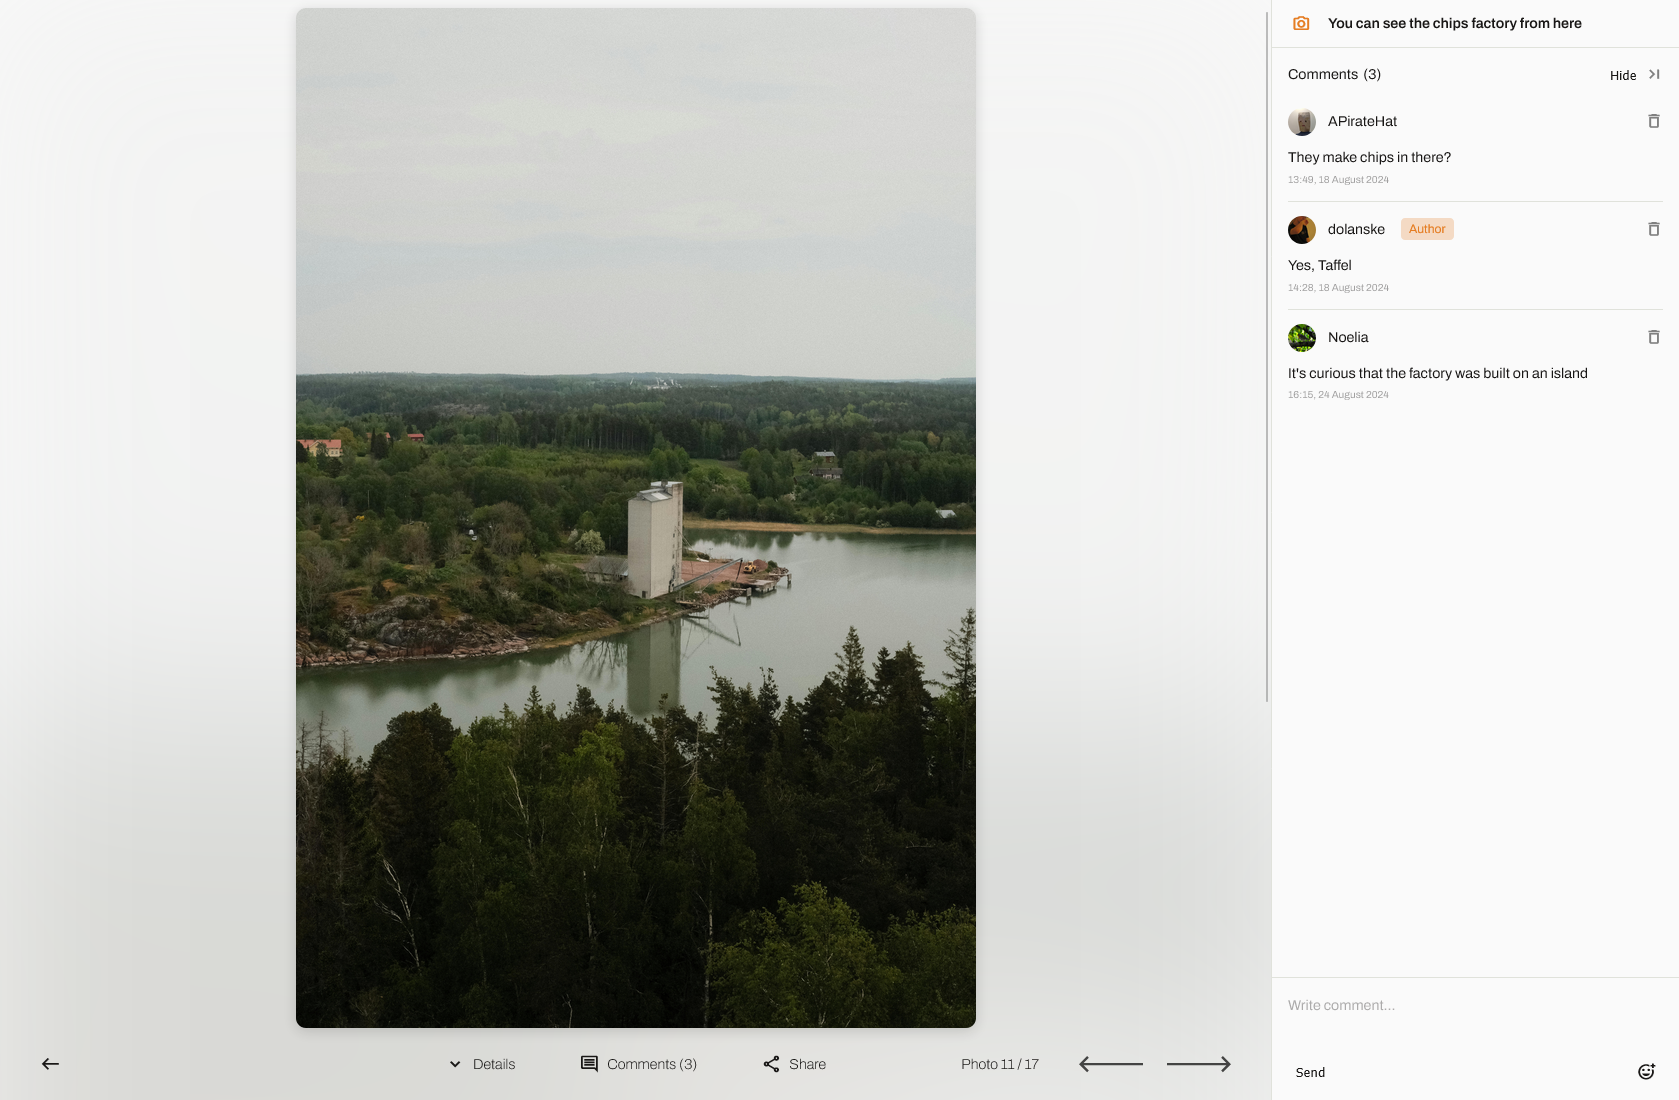 You can see the chips factory from here
Comments (3)
Hide
APirateHat
They make chips in there?
13:49, 18 August 2024
dolanske
Author
Yes, Taffel
14:28, 18 August 2024
Noelia
It's curious that the factory was built on an island
16:15, 24 August 2024
Write comment...
Send
Details
Comments (3)
Share
Photo 11 / 17